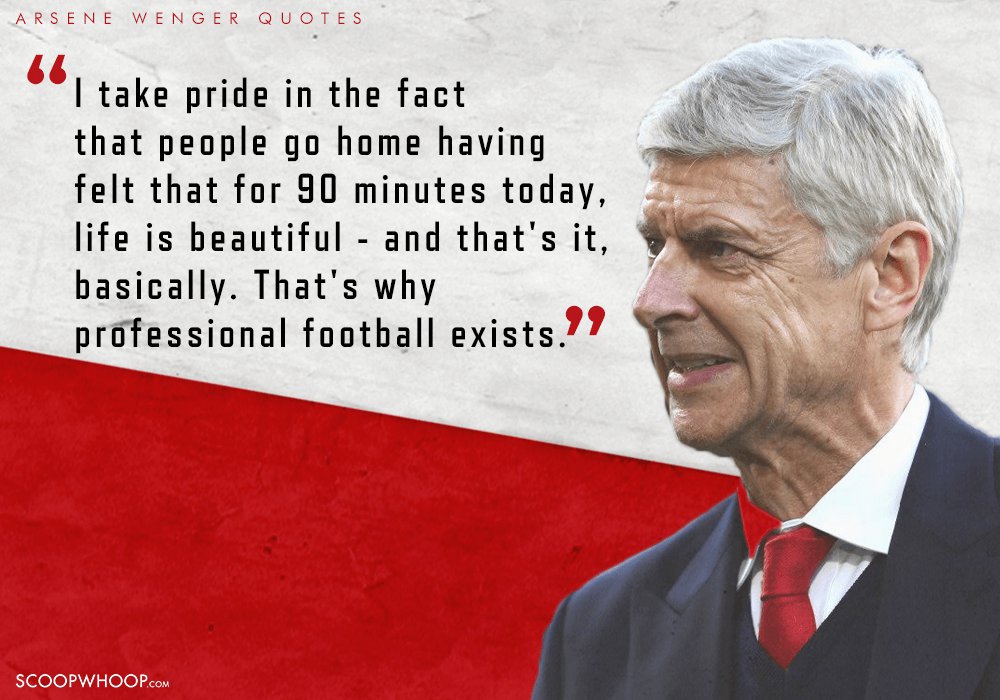 ARSENE WENGER QUOTES
“I take pride in the fact
that people go home having
felt that for 90 minutes today,
life is beautiful - and that's it,
basically. That's why
professional football exists.”
SCOOPWHOOP.COM